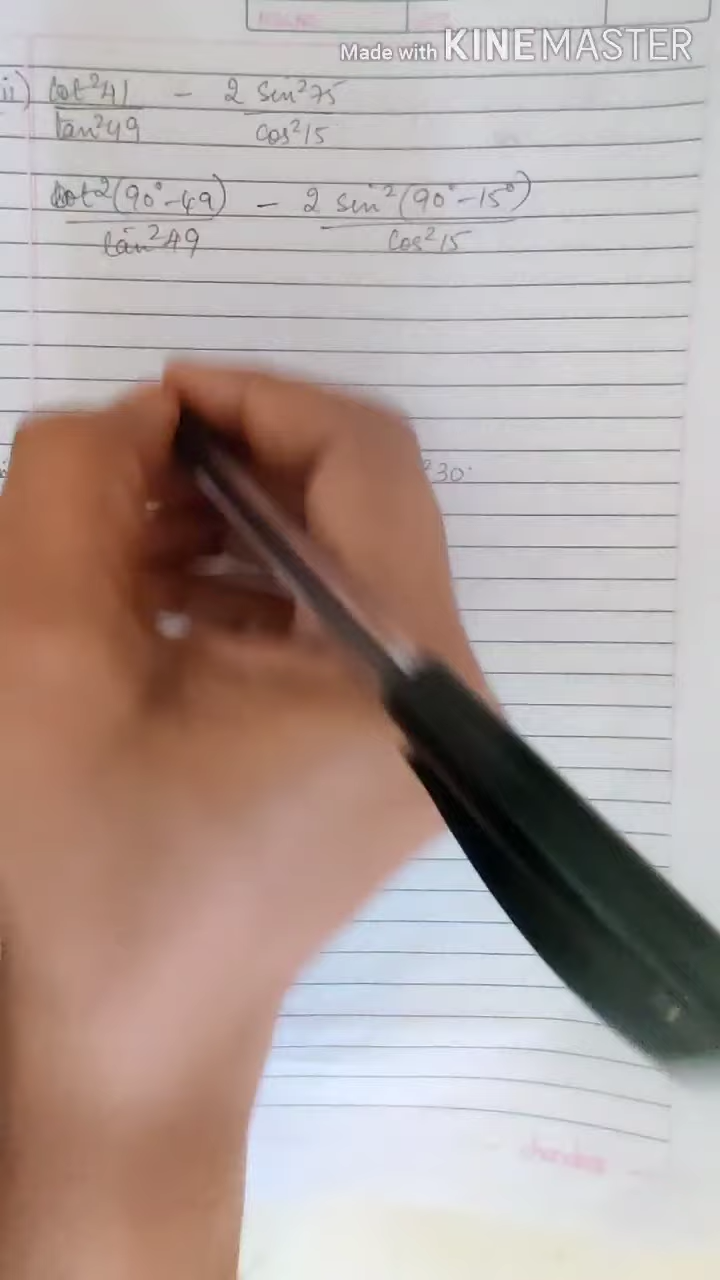 Made with KINEMASTER
ii) cot²41 - 2 sin²75
tan²49 cos²15
cot²(90°-49) - 2 sin²(90°-15°)
tan²49 cos²15
30°